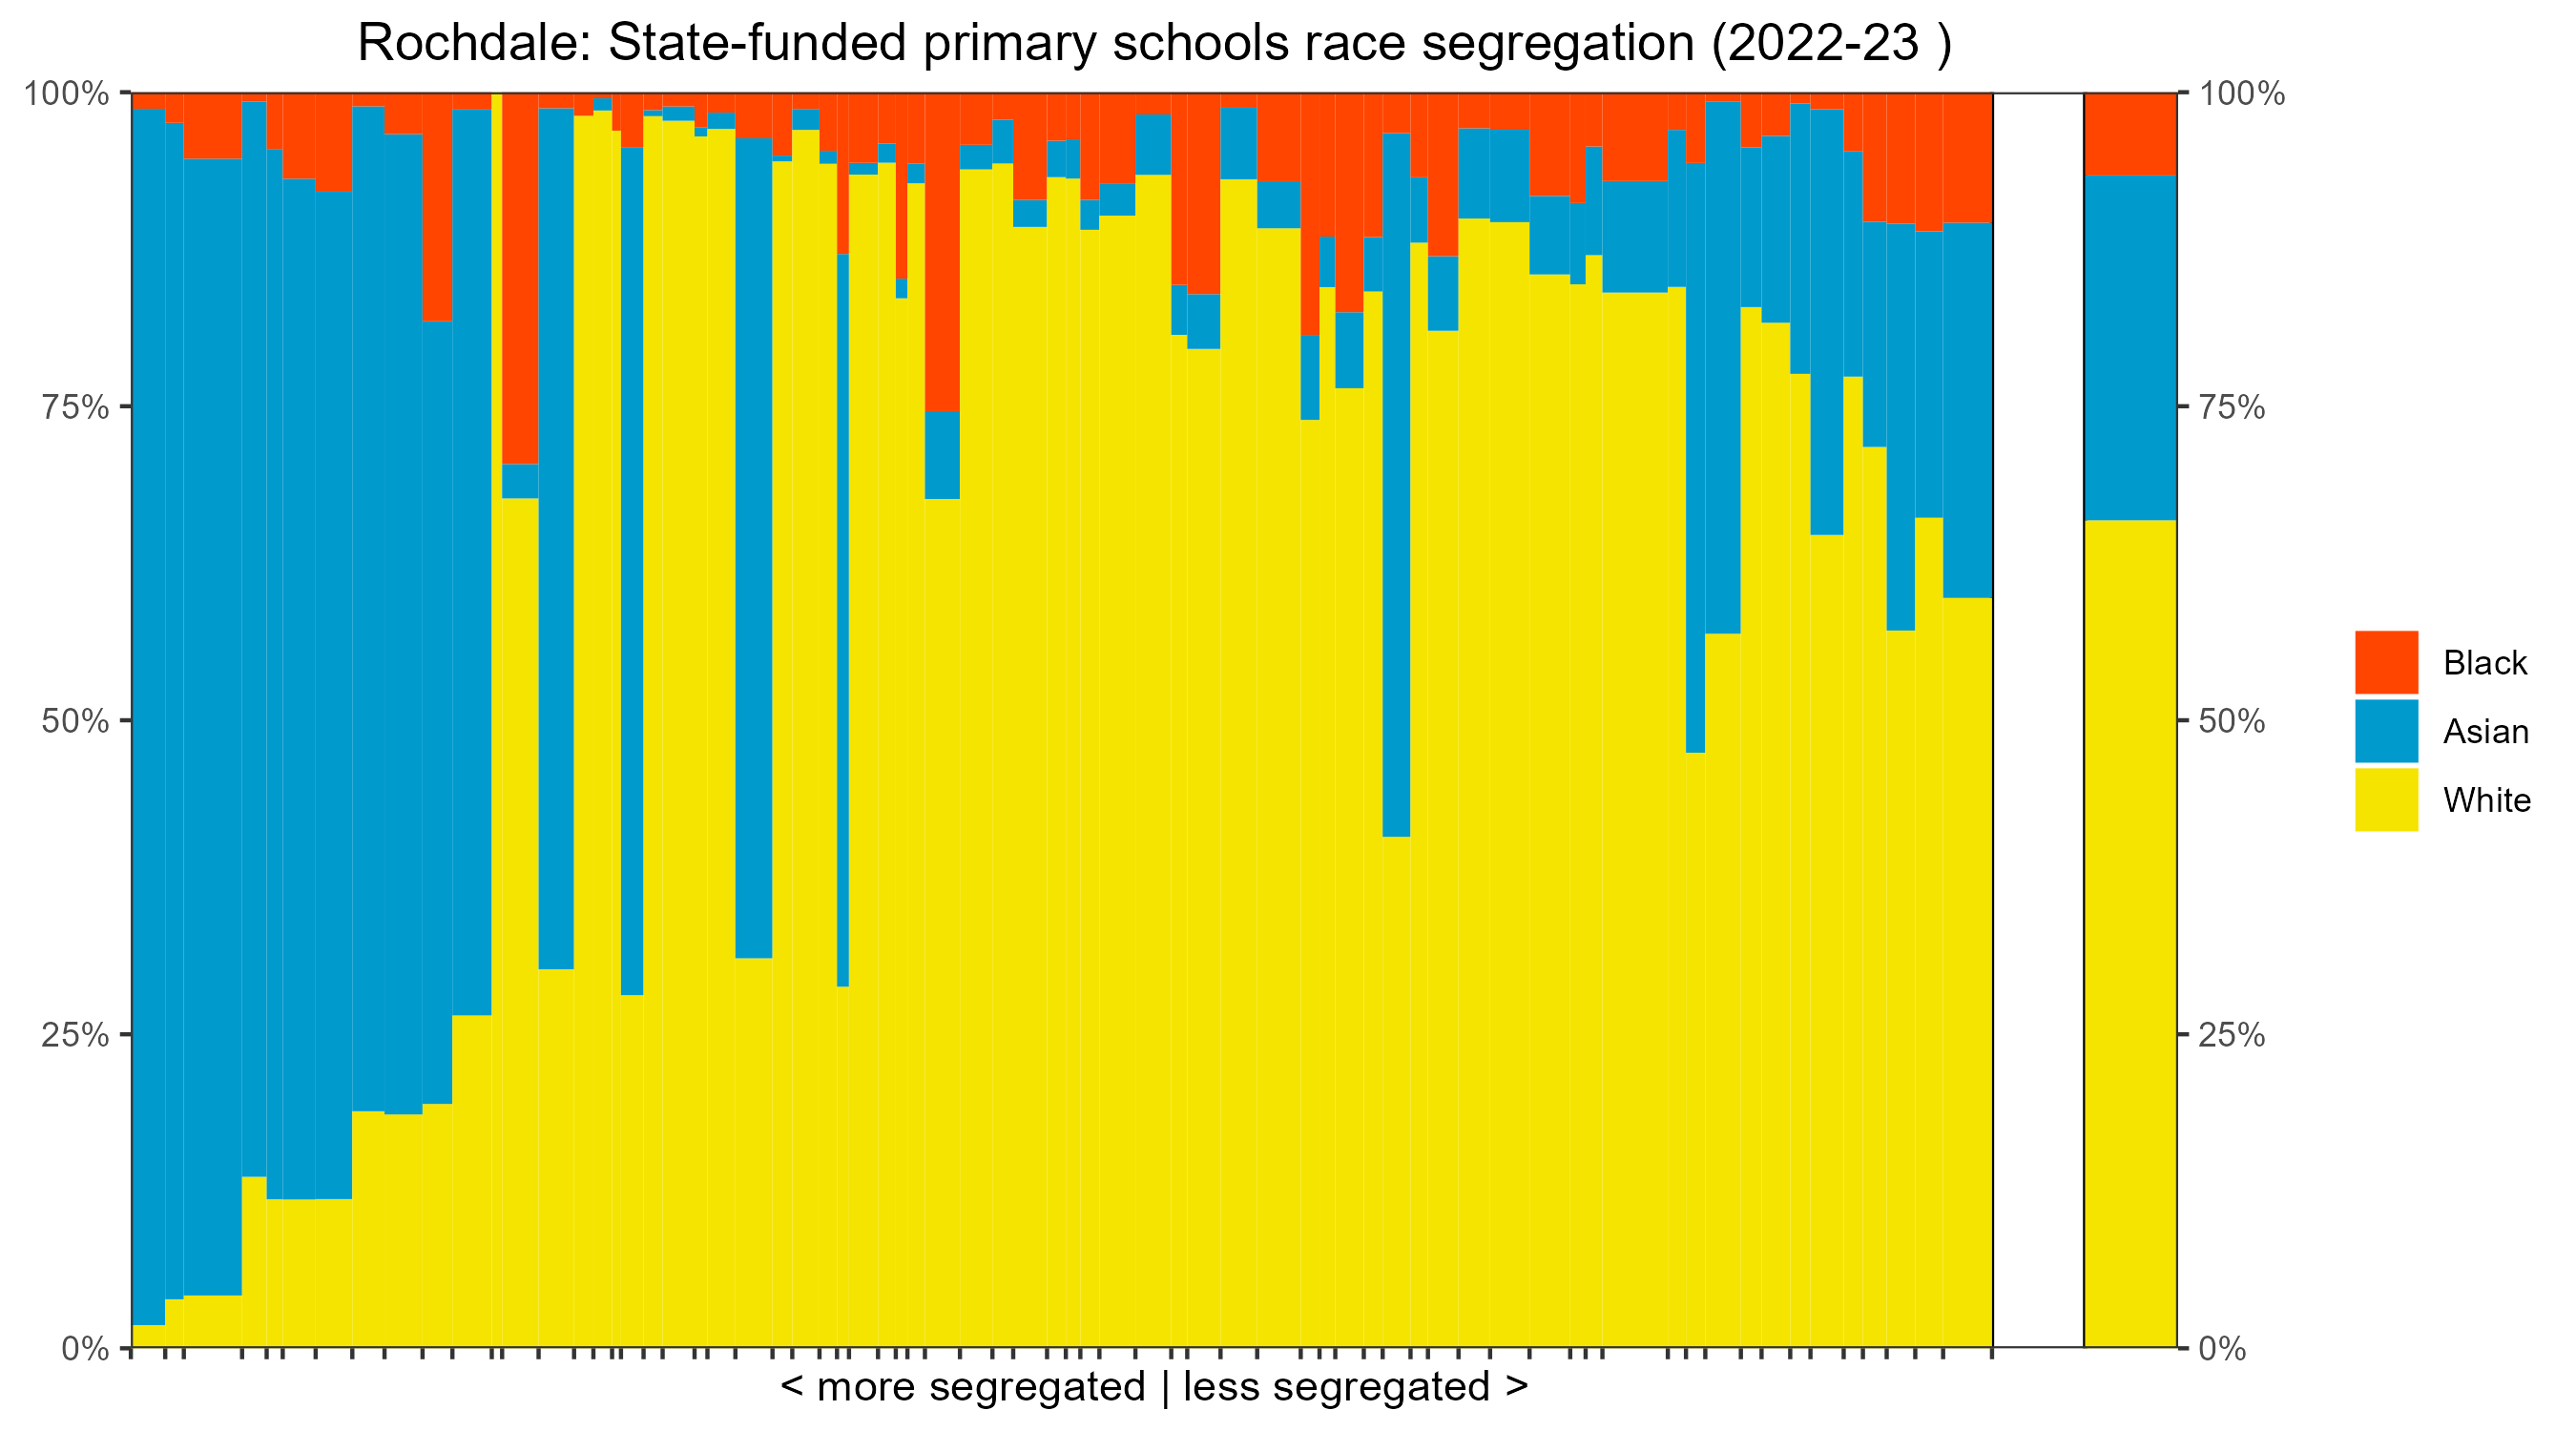 Rochdale: State-funded primary schools race segregation (2022-23 )
100%
75%
50%
25%
0%
100%
75%
50%
25%
0%
Black
Asian
White
< more segregated | less segregated >